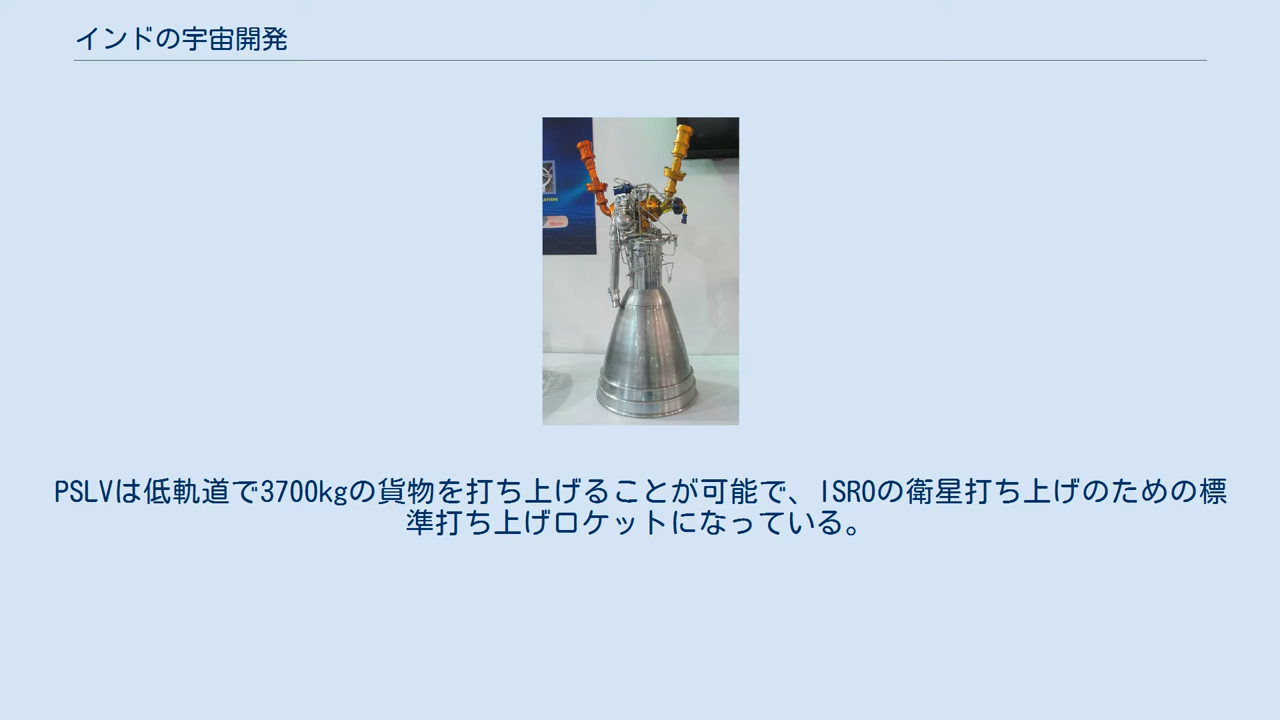 インドの宇宙開発
PSLVは低軌道で3700kgの貨物を打ち上げることが可能で、ISROの衛星打ち上げのための標
準打ち上げロケットになっている。